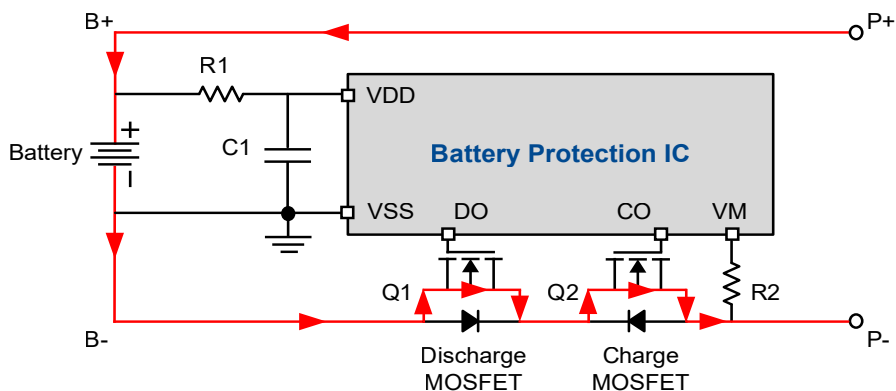 B+
P+
R1
VDD
+
Battery
C1
Battery Protection IC
–
VSS
DO
CO
VM
Q1
Q2
R2
B-
Discharge
MOSFET
Charge
MOSFET
P-